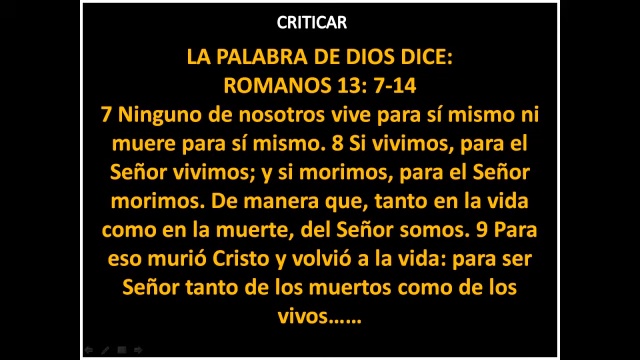 CRITICAR
LA PALABRA DE DIOS DICE:
ROMANOS 13: 7-14
7 Ninguno de nosotros vive para sí mismo ni
muere para sí mismo. 8 Si vivimos, para el
Señor vivimos; y si morimos, para el Señor
morimos. De manera que, tanto en la vida
como en la muerte, del Señor somos. 9 Para
eso murió Cristo y volvió a la vida: para ser
Señor tanto de los muertos como de los
vivos……